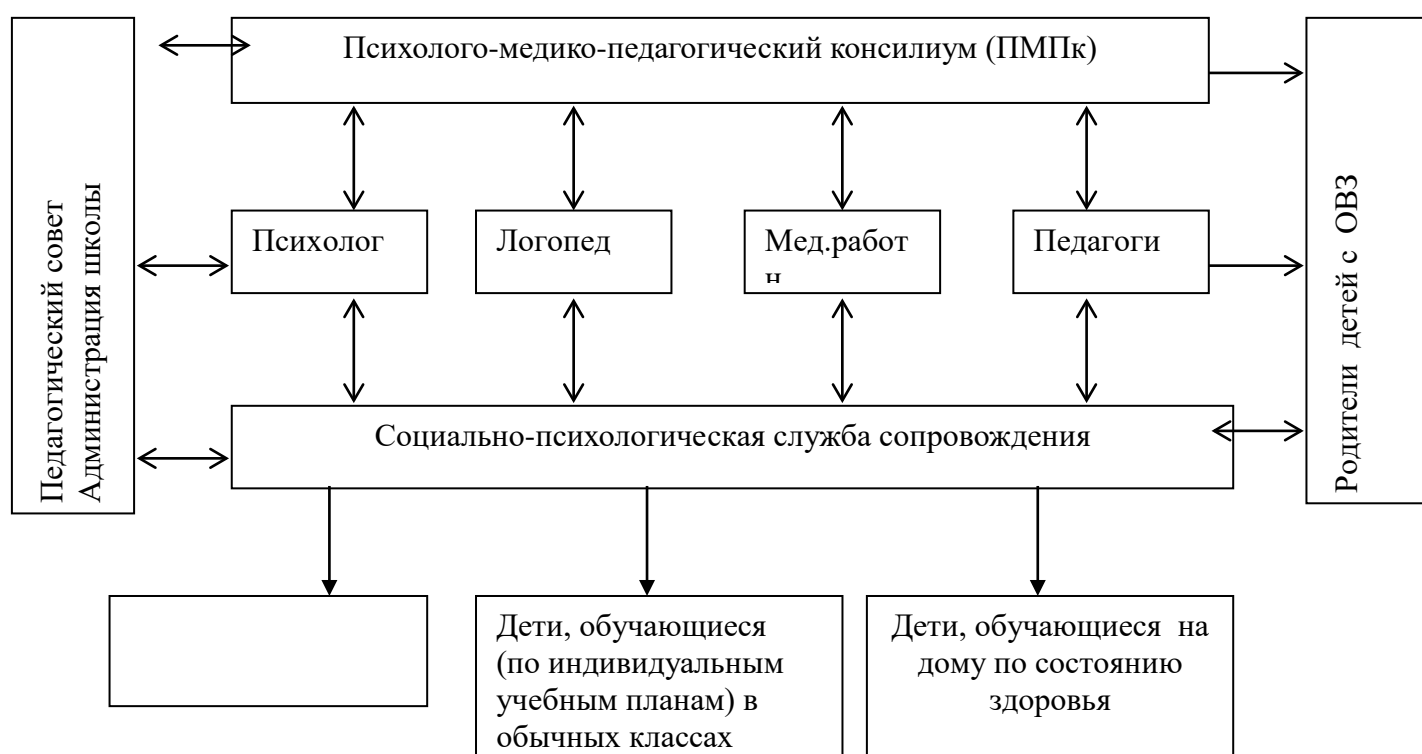 Психолого-медико-педагогический консилиум (ПМПк)
Педагогический совет
Администрация школы
Родители детей с ОВЗ
Психолог
Логопед
Мед.работ
Педагоги
Социально-психологическая служба сопровождения
Дети, обучающиеся
(по индивидуальным
учебным планам) в
обычных классах
Дети, обучающиеся на
дому по состоянию
здоровья